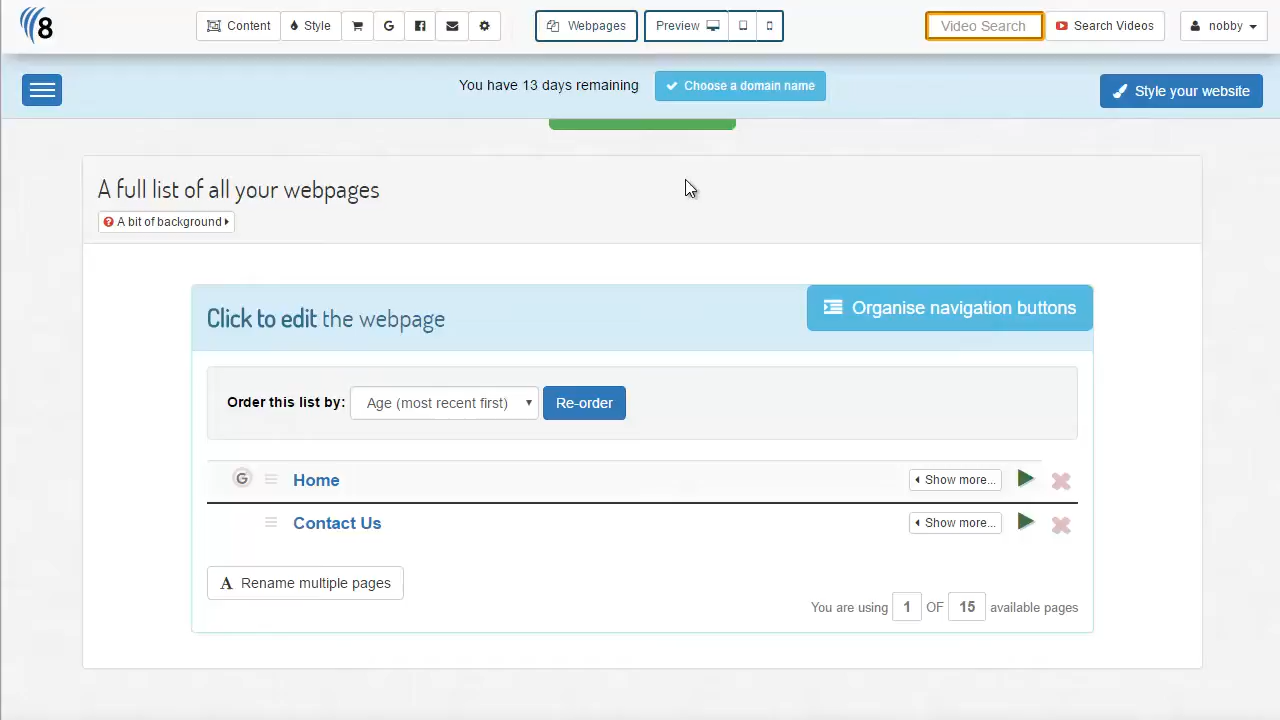 8 Content Style Webpages Preview Video Search Search Videos nobby
You have 13 days remaining Choose a domain name Style your website
A full list of all your webpages
A bit of background
Click to edit the webpage Organise navigation buttons
Order this list by: Age (most recent first) Re-order
G Home Show more...
Contact Us Show more...
A Rename multiple pages
You are using 1 OF 15 available pages